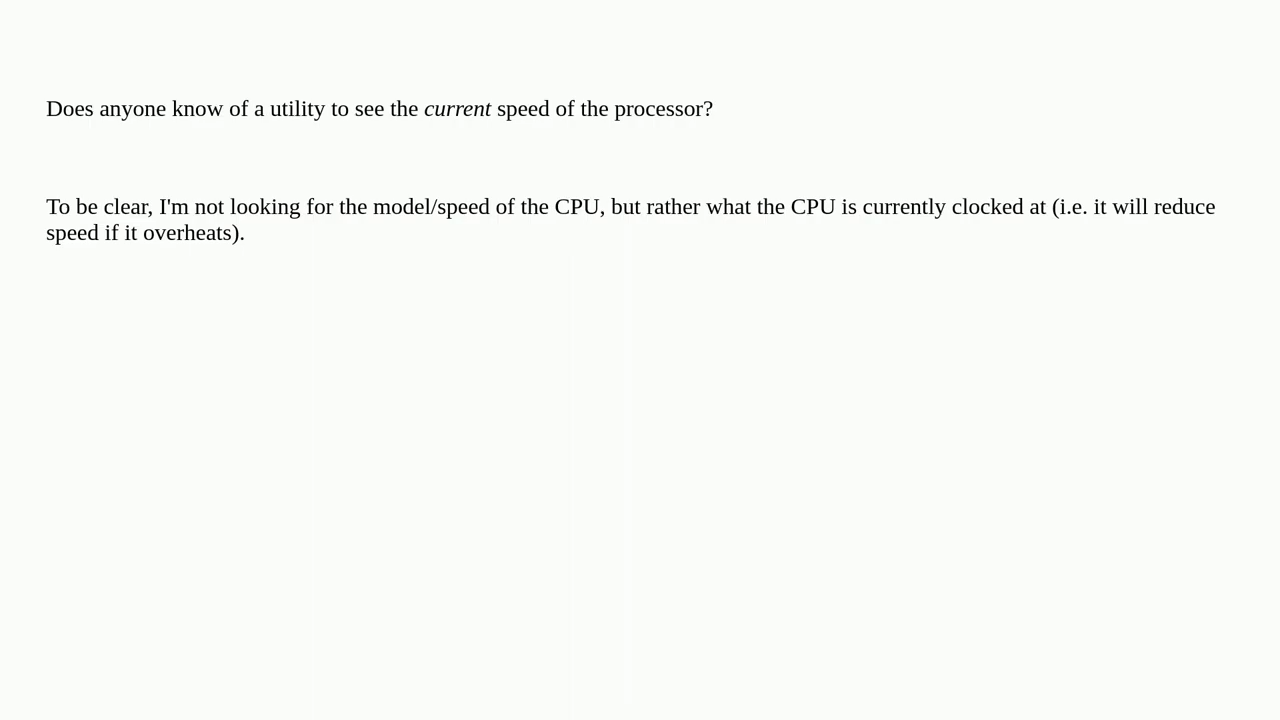 Does anyone know of a utility to see the current speed of the processor?
To be clear, I'm not looking for the model/speed of the CPU, but rather what the CPU is currently clocked at (i.e. it will reduce
speed if it overheats).